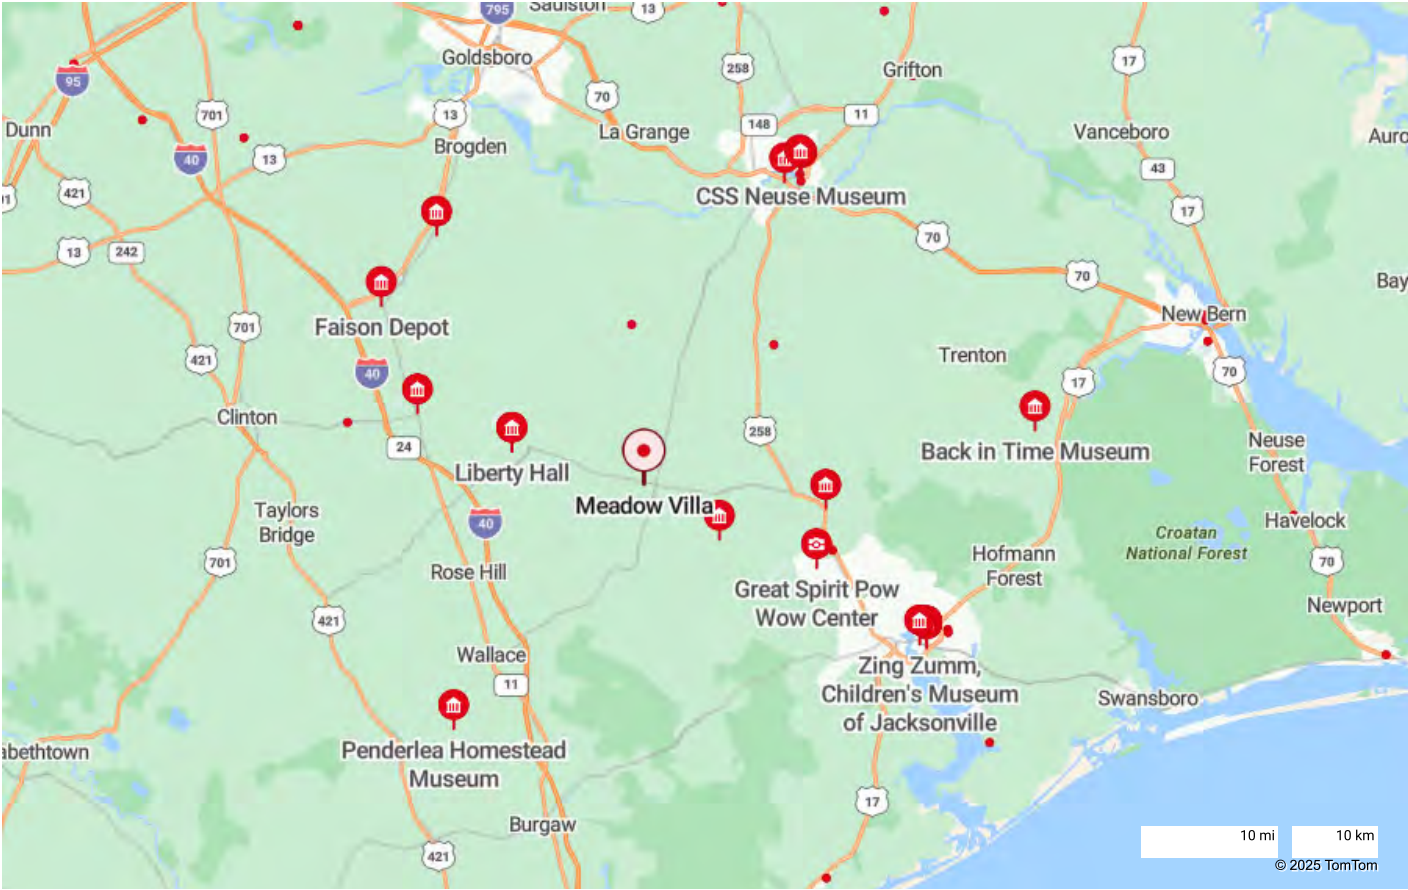 795
Saulston
13
Goldsboro
17
258
Grifton
95
70
701
13
148
11
Dunn
La Grange
Vanceboro
Auro
Brogden
40
13
43
421
CSS Neuse Museum
17
13
242
70
70
Bay
New Bern
Faison Depot
701
Trenton
421
40
70
17
Clinton
258
24
Back in Time Museum
Neuse
Forest
Liberty Hall
Meadow Villa
Taylors
Bridge
40
Havelock
Croatan
National Forest
701
Rose Hill
Hofmann
Forest
70
Great Spirit Pow
Wow Center
Newport
421
Wallace
Zing Zumm,
Children's Museum
of Jacksonville
11
Swansboro
abethtown
Penderlea Homestead
Museum
17
Burgaw
421
10 mi
10 km
© 2025 TomTom